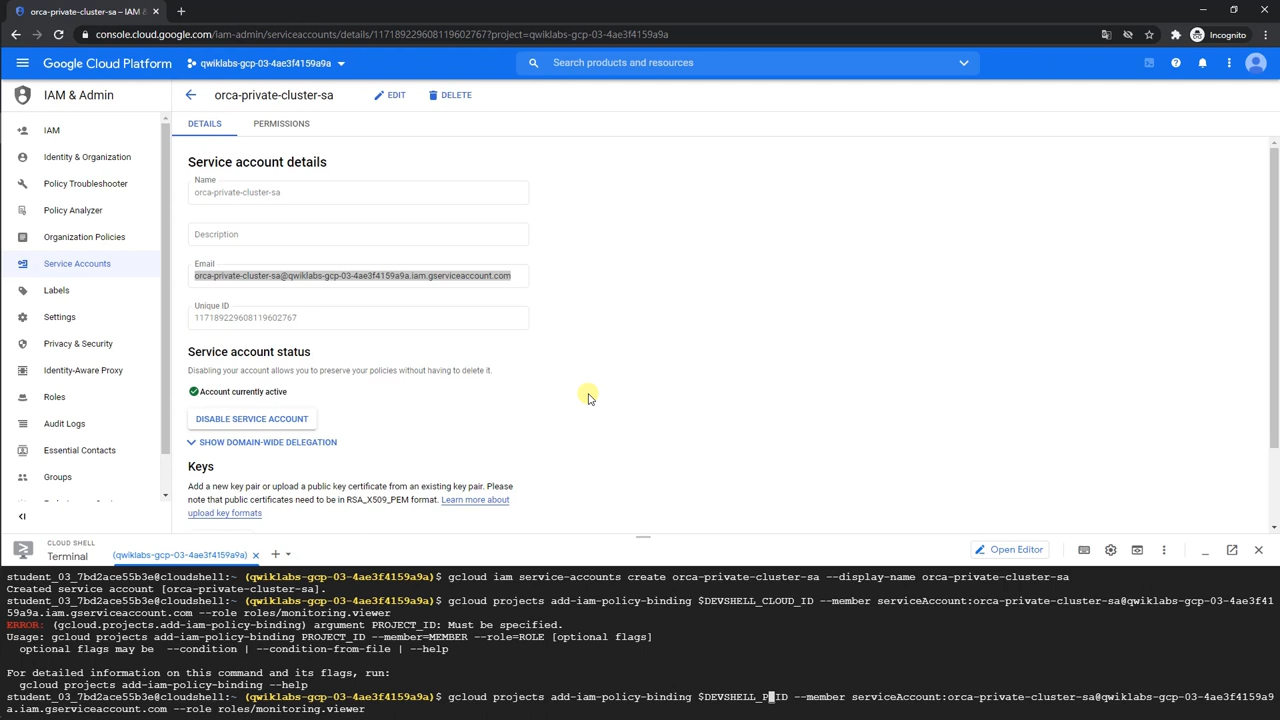 orca-private-cluster-sa – IAM &
console.cloud.google.com/iam-admin/serviceaccounts/details/117189229608119602767?project=qwiklabs-gcp-03-4ae3f4159a9a
Incognito
Google Cloud Platform
qwiklabs-gcp-03-4ae3f4159a9a
Search products and resources
IAM & Admin
orca-private-cluster-sa
EDIT
DELETE
IAM
Identity & Organization
Policy Troubleshooter
Policy Analyzer
Organization Policies
Service Accounts
Labels
Settings
Privacy & Security
Identity-Aware Proxy
Roles
Audit Logs
Essential Contacts
Groups
DETAILS
PERMISSIONS
Service account details
Name
orca-private-cluster-sa
Description
Email
orca-private-cluster-sa@qwiklabs-gcp-03-4ae3f4159a9a.iam.gserviceaccount.com
Unique ID
117189229608119602767
Service account status
Disabling your account allows you to preserve your policies without having to delete it.
Account currently active
DISABLE SERVICE ACCOUNT
SHOW DOMAIN-WIDE DELEGATION
Keys
Add a new key pair or upload a public key certificate from an existing key pair. Please
note that public certificates need to be in RSA_X509_PEM format. Learn more about
upload key formats
CLOUD SHELL
Terminal
(qwiklabs-gcp-03-4ae3f4159a9a)
Open Editor
student_03_7bd2ace55b3e@cloudshell:~ (qwiklabs-gcp-03-4ae3f4159a9a)$ gcloud iam service-accounts create orca-private-cluster-sa --display-name orca-private-cluster-sa
Created service account [orca-private-cluster-sa].
student_03_7bd2ace55b3e@cloudshell:~ (qwiklabs-gcp-03-4ae3f4159a9a)$ gcloud projects add-iam-policy-binding $DEVSHELL_CLOUD_ID --member serviceAccount:orca-private-cluster-sa@qwiklabs-gcp-03-4ae3f41
59a9a.iam.gserviceaccount.com --role roles/monitoring.viewer
ERROR: (gcloud.projects.add-iam-policy-binding) argument PROJECT_ID: Must be specified.
Usage: gcloud projects add-iam-policy-binding PROJECT_ID --member=MEMBER --role=ROLE [optional flags]
optional flags may be --condition | --condition-from-file | --help
For detailed information on this command and its flags, run:
gcloud projects add-iam-policy-binding --help
student_03_7bd2ace55b3e@cloudshell:~ (qwiklabs-gcp-03-4ae3f4159a9a)$ gcloud projects add-iam-policy-binding $DEVSHELL_P_ID --member serviceAccount:orca-private-cluster-sa@qwiklabs-gcp-03-4ae3f4159a9
a.iam.gserviceaccount.com --role roles/monitoring.viewer